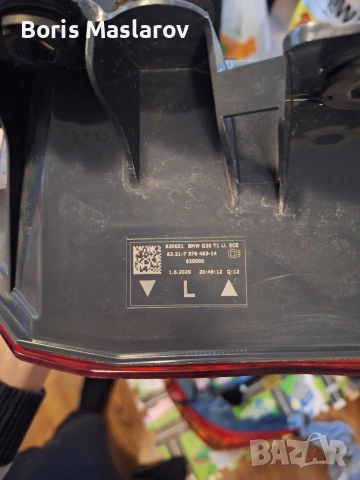 Boris Maslarov
630001 BMW G30 T1 LI. ECE
63.21-7 376 463-14
630000
1.6.2020 20:49:12 Q:12
L
BAZAR